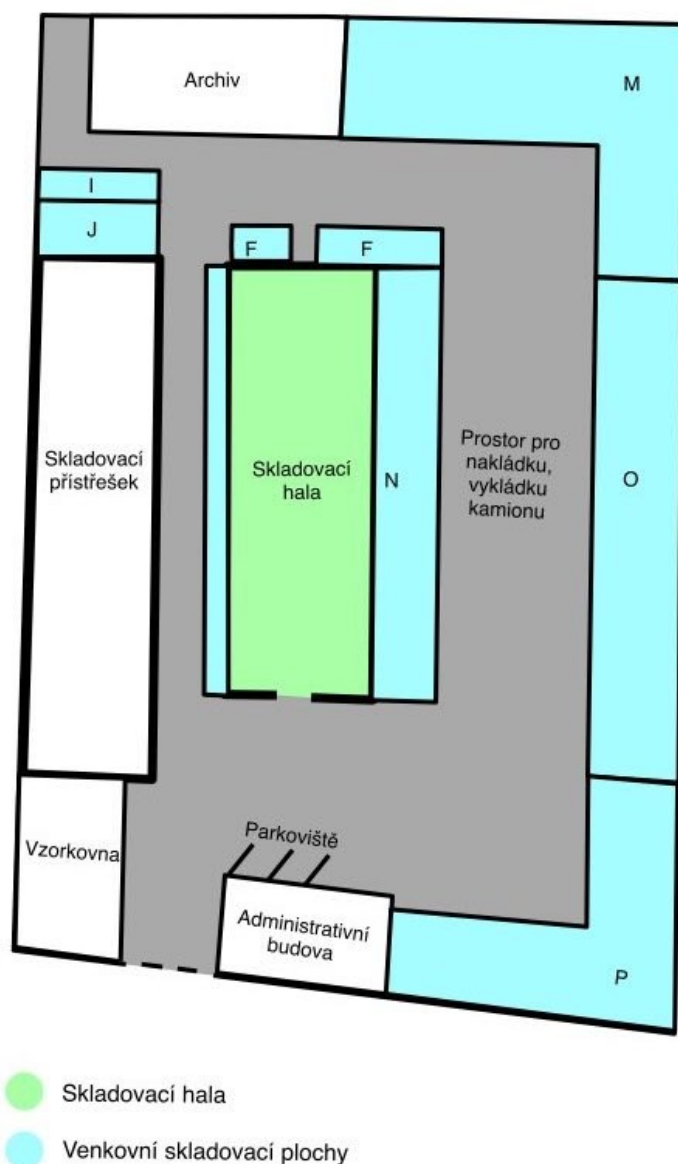 Archiv
M
I
J
F
F
Skladovací
přístřešek
Skladovací
hala
N
Prostor pro
nakládku,
vykládku
kamionu
O
Vzorkovna
Parkoviště
Administrativní
budova
P
Skladovací hala
Venkovní skladovací plochy